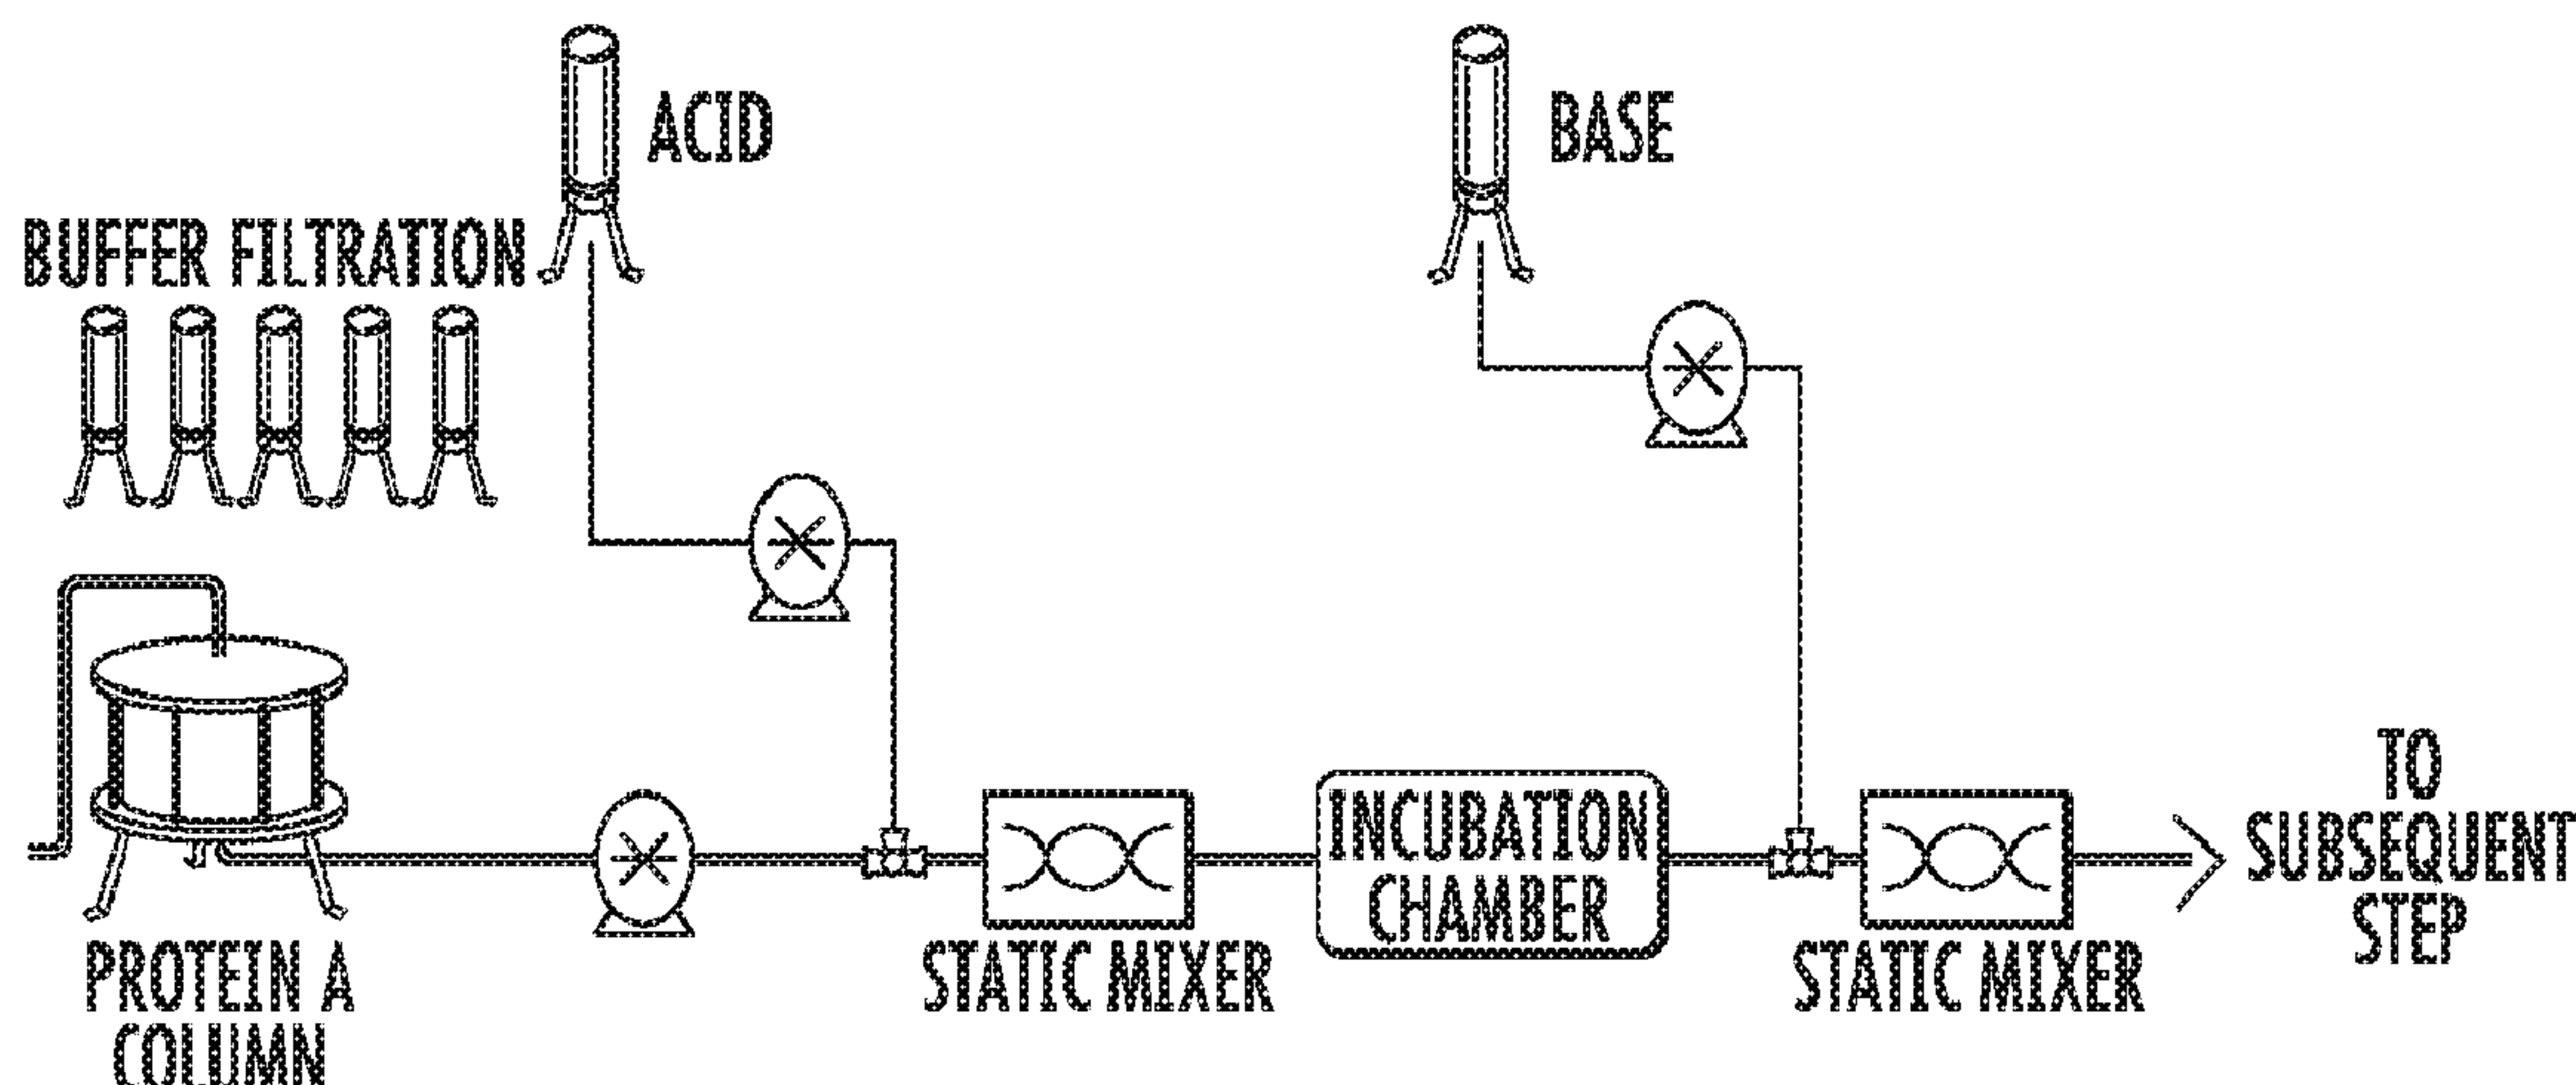 ACID
BASE
BUFFER FILTRATION
PROTEIN A
COLUMN
STATIC MIXER
INCUBATION
CHAMBER
STATIC MIXER
TO
SUBSEQUENT
STEP